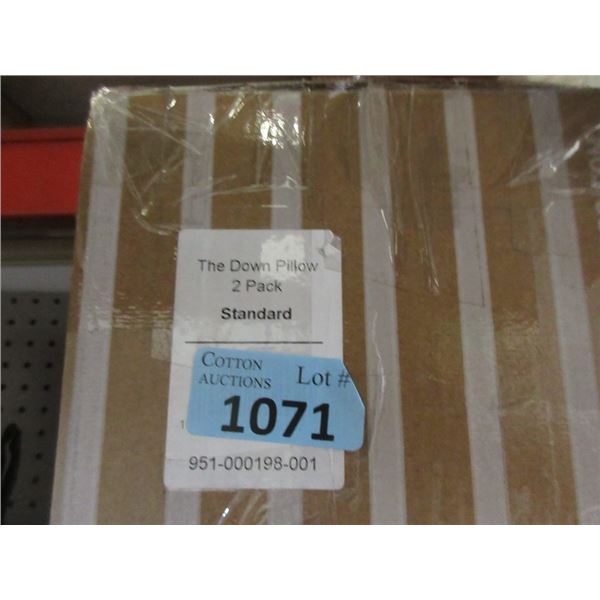 The Down Pillow
2 Pack
Standard
COTTON
AUCTIONS
Lot #
1071
951-000198-001